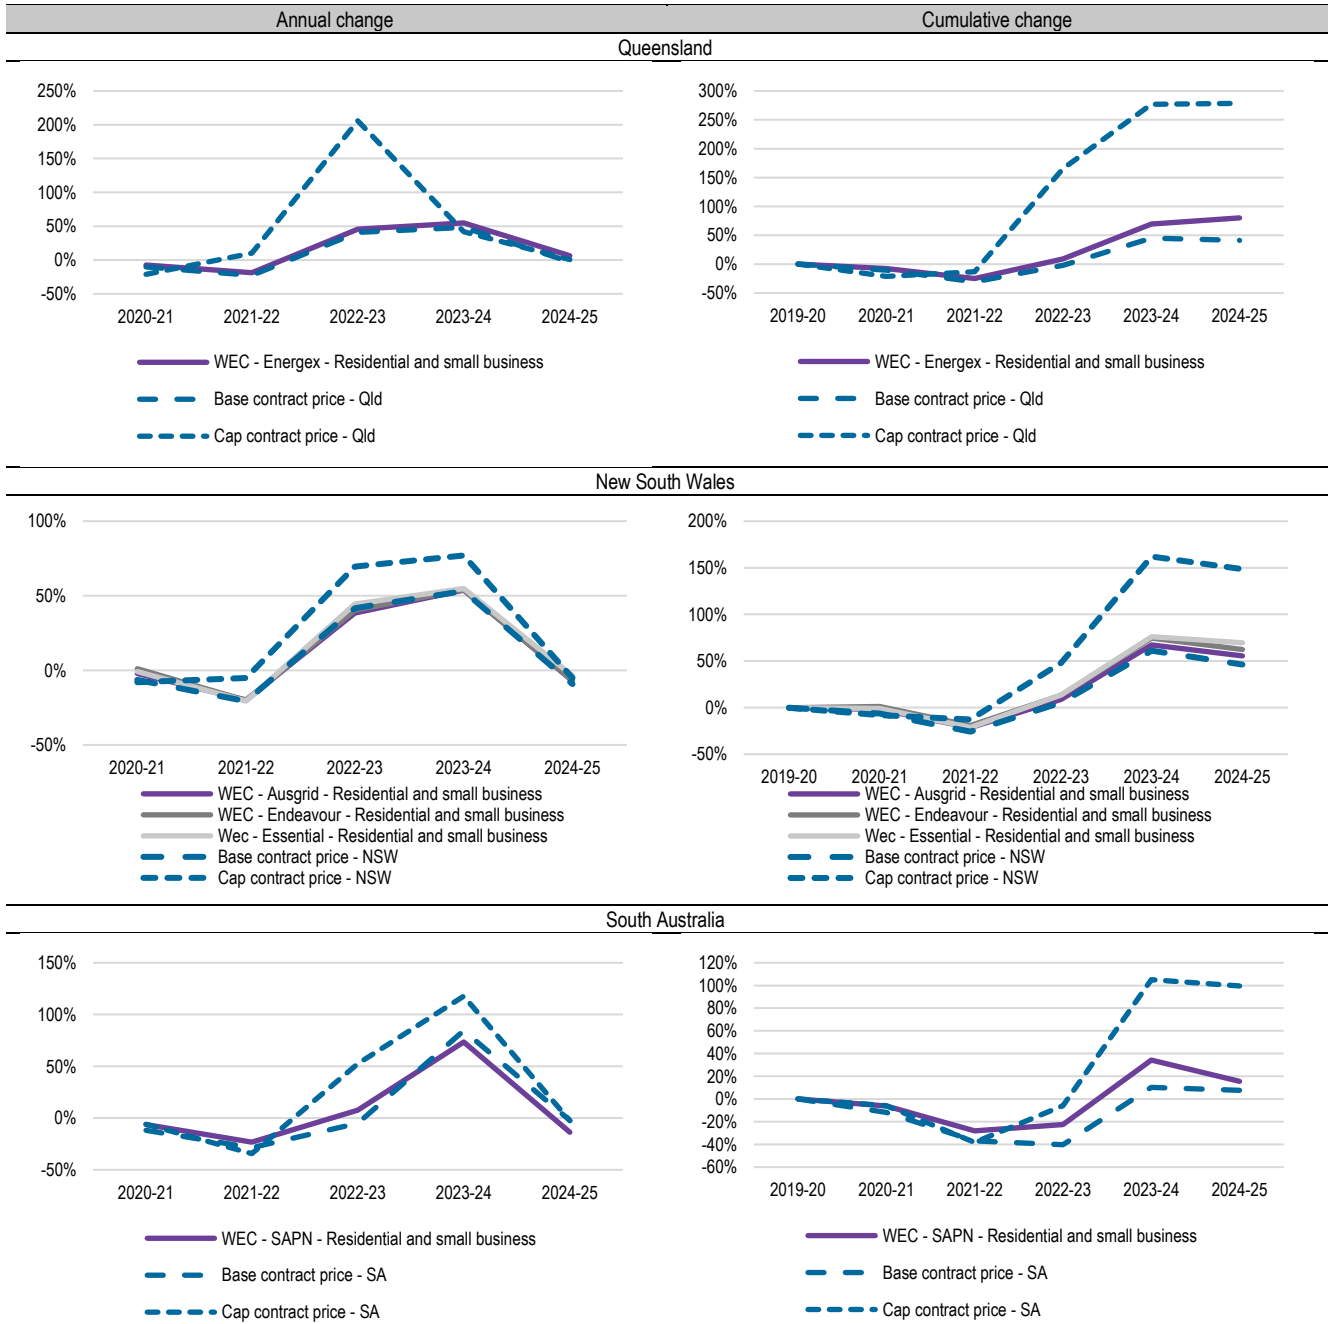 Annual change
Cumulative change
Queensland
250%
200%
150%
100%
50%
0%
-50%
2020-21 2021-22 2022-23 2023-24 2024-25
WEC - Energex - Residential and small business
Base contract price - Qld
Cap contract price - Qld
300%
250%
200%
150%
100%
50%
0%
-50%
2019-20 2020-21 2021-22 2022-23 2023-24 2024-25
WEC - Energex - Residential and small business
Base contract price - Qld
Cap contract price - Qld
New South Wales
100%
50%
0%
-50%
2020-21 2021-22 2022-23 2023-24 2024-25
WEC - Ausgrid - Residential and small business
WEC - Endeavour - Residential and small business
Wec - Essential - Residential and small business
Base contract price - NSW
Cap contract price - NSW
200%
150%
100%
50%
0%
-50%
2019-20 2020-21 2021-22 2022-23 2023-24 2024-25
WEC - Ausgrid - Residential and small business
WEC - Endeavour - Residential and small business
Wec - Essential - Residential and small business
Base contract price - NSW
Cap contract price - NSW
South Australia
150%
100%
50%
0%
-50%
2020-21 2021-22 2022-23 2023-24 2024-25
WEC - SAPN - Residential and small business
Base contract price - SA
Cap contract price - SA
120%
100%
80%
60%
40%
20%
0%
-20%
-40%
-60%
2019-20 2020-21 2021-22 2022-23 2023-24 2024-25
WEC - SAPN - Residential and small business
Base contract price - SA
Cap contract price - SA